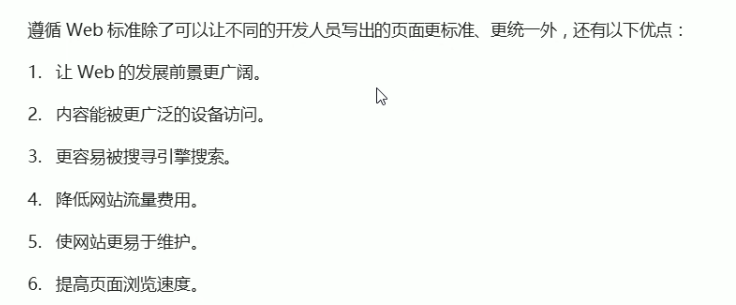 遵循 Web 标准除了可以让不同的开发人员写出的页面更标准、更统一外，还有以下优点：
1. 让 Web 的发展前景更广阔。
2. 内容能被更广泛的设备访问。
3. 更容易被搜寻引擎搜索。
4. 降低网站流量费用。
5. 使网站更易于维护。
6. 提高页面浏览速度。